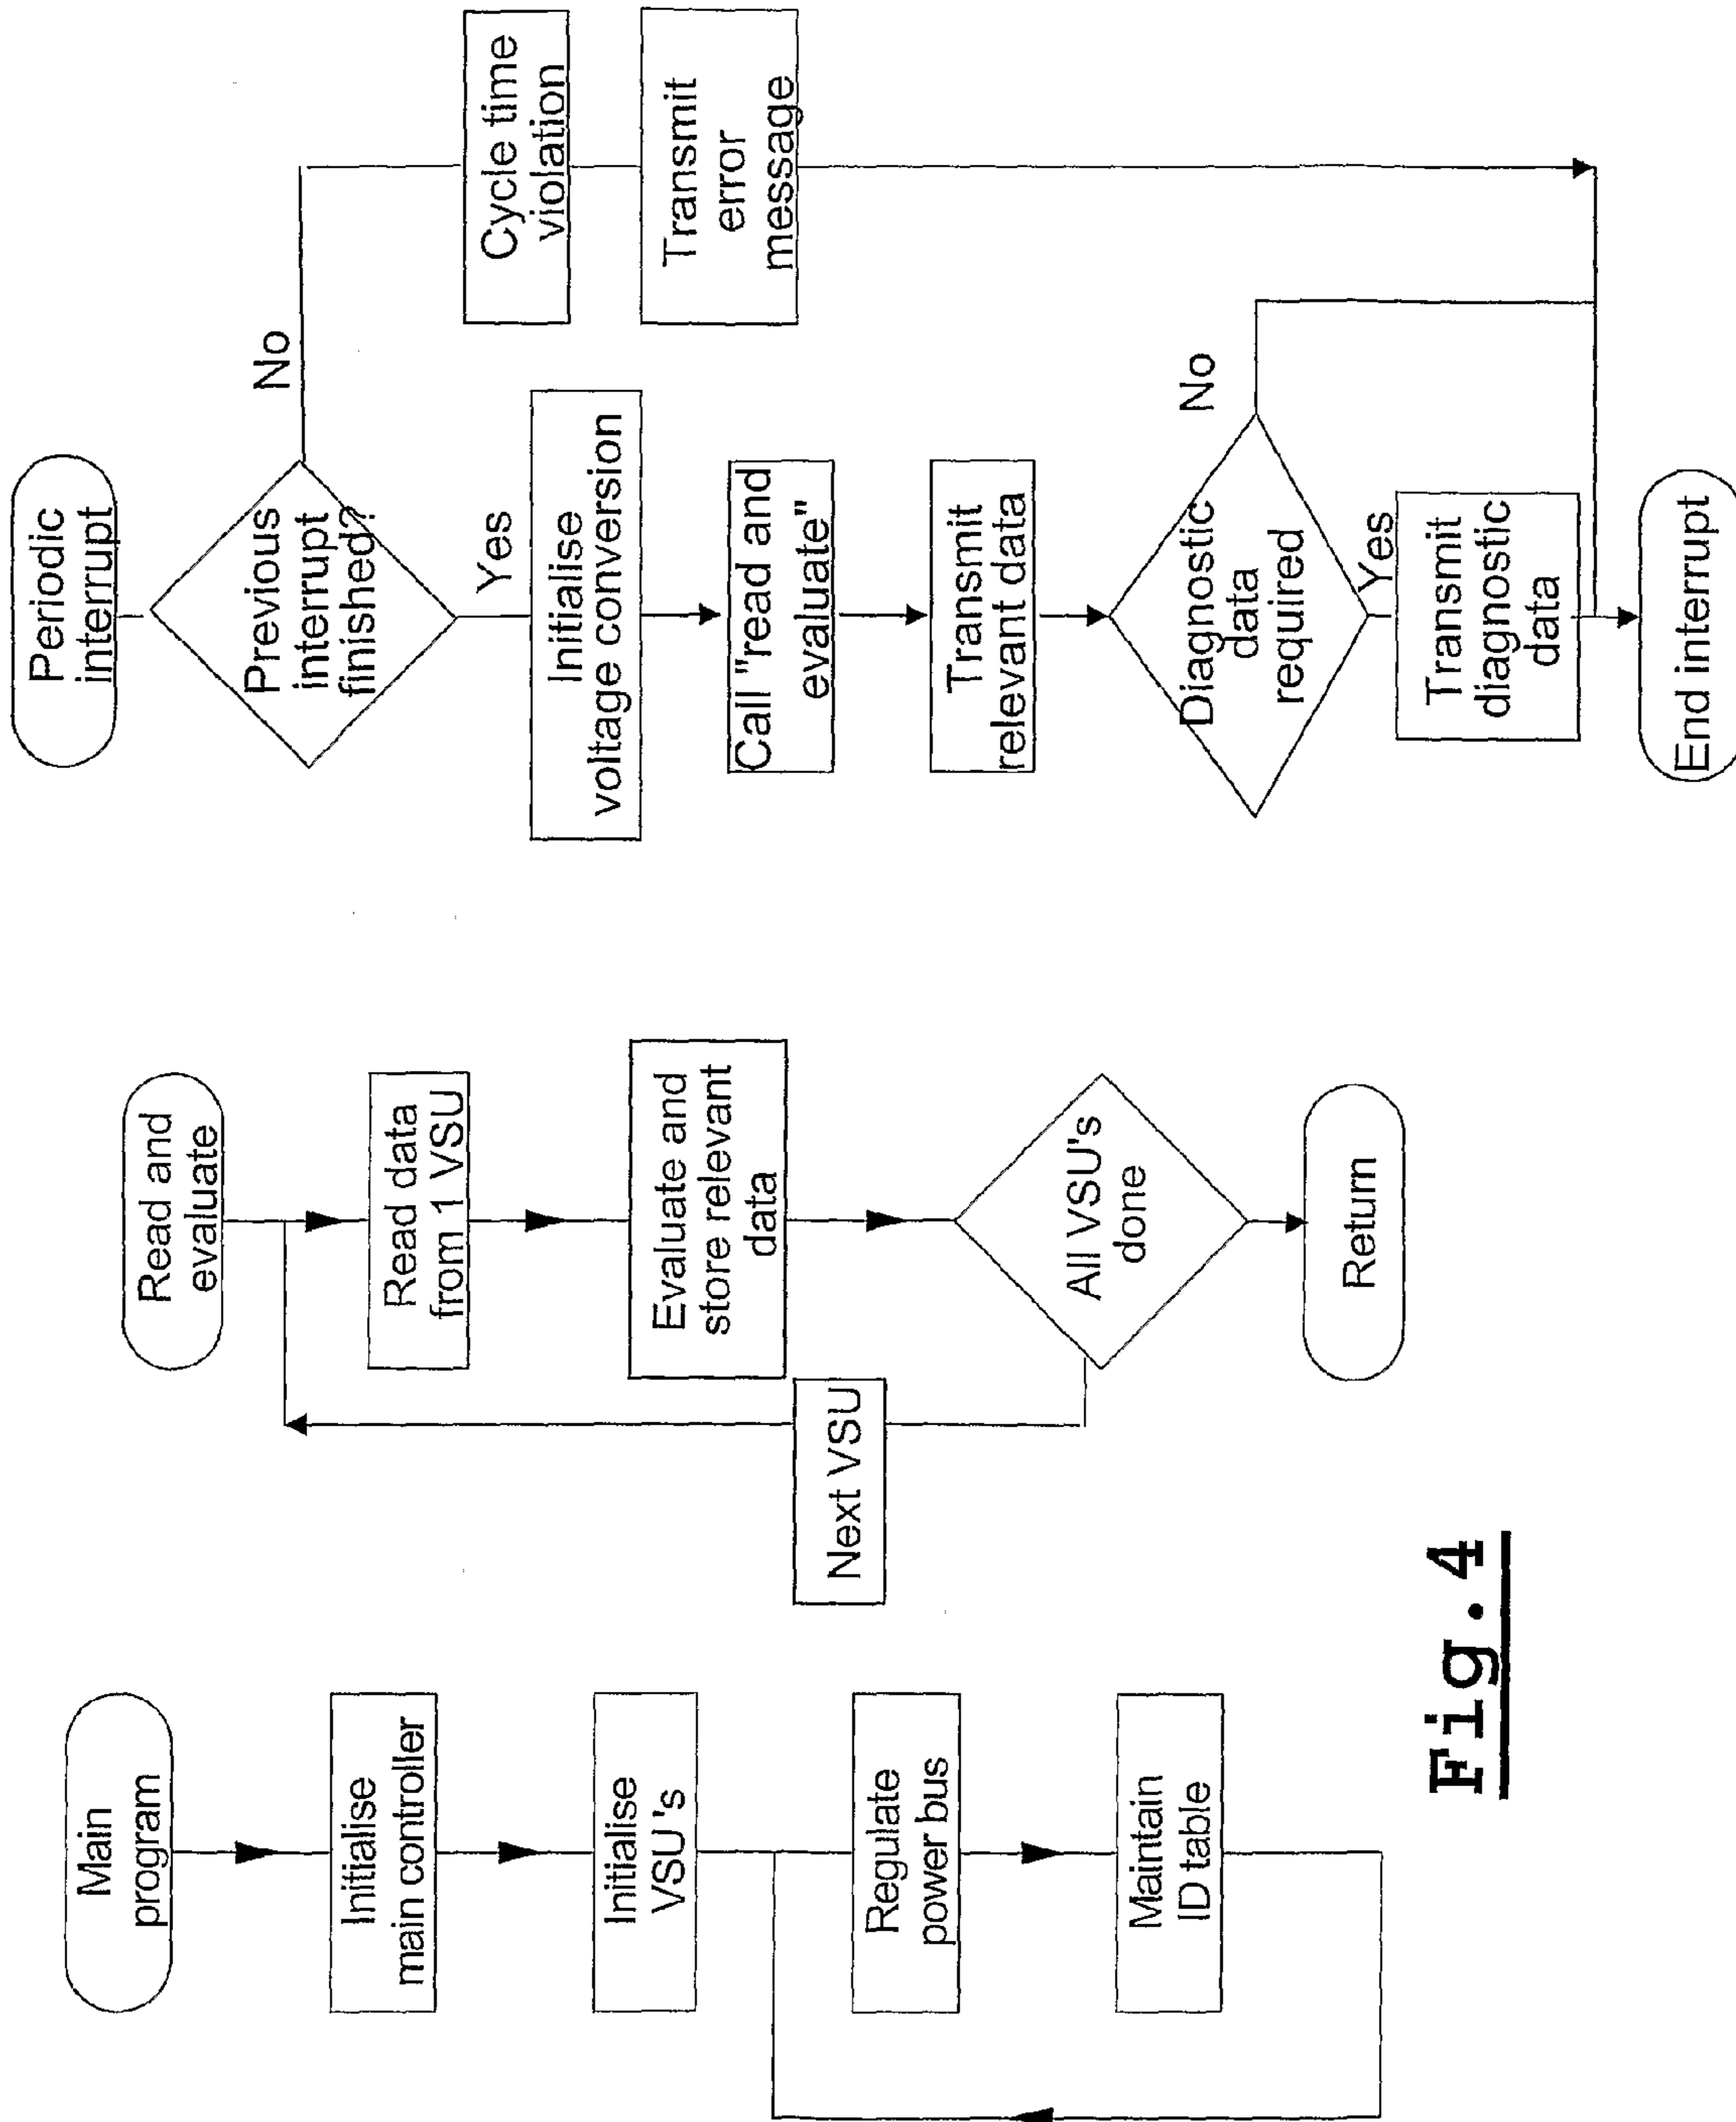 Main
program
Initialise
main controller
Initialise
VSU's
Regulate
power bus
Maintain
ID table
Read and
evaluate
Read data
from 1 VSU
Evaluate and
store relevant
data
Next VSU
All VSU's
done
Return
Periodic
interrupt
Previous
interrupt
finished?
No
Yes
Cycle time
violation
Transmit
error
message
Initialise
voltage conversion
Call "read and
evaluate"
Transmit
relevant data
Diagnostic
data
required
No
Yes
Transmit
diagnostic
data
End interrupt
Fig. 4